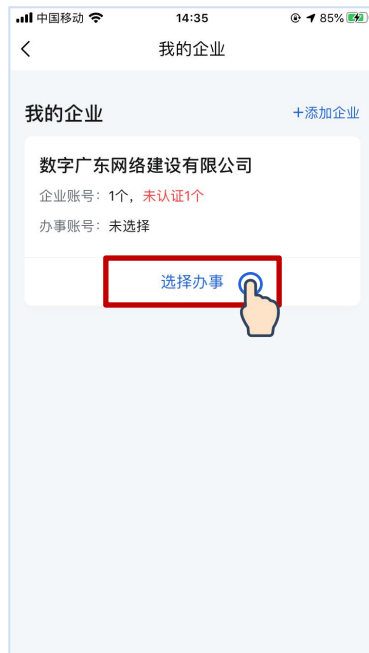 中国移动 14:35 85%
我的企业
我的企业 +添加企业
数字广东网络建设有限公司
企业账号：1个，未认证1个
办事账号：未选择
选择办事